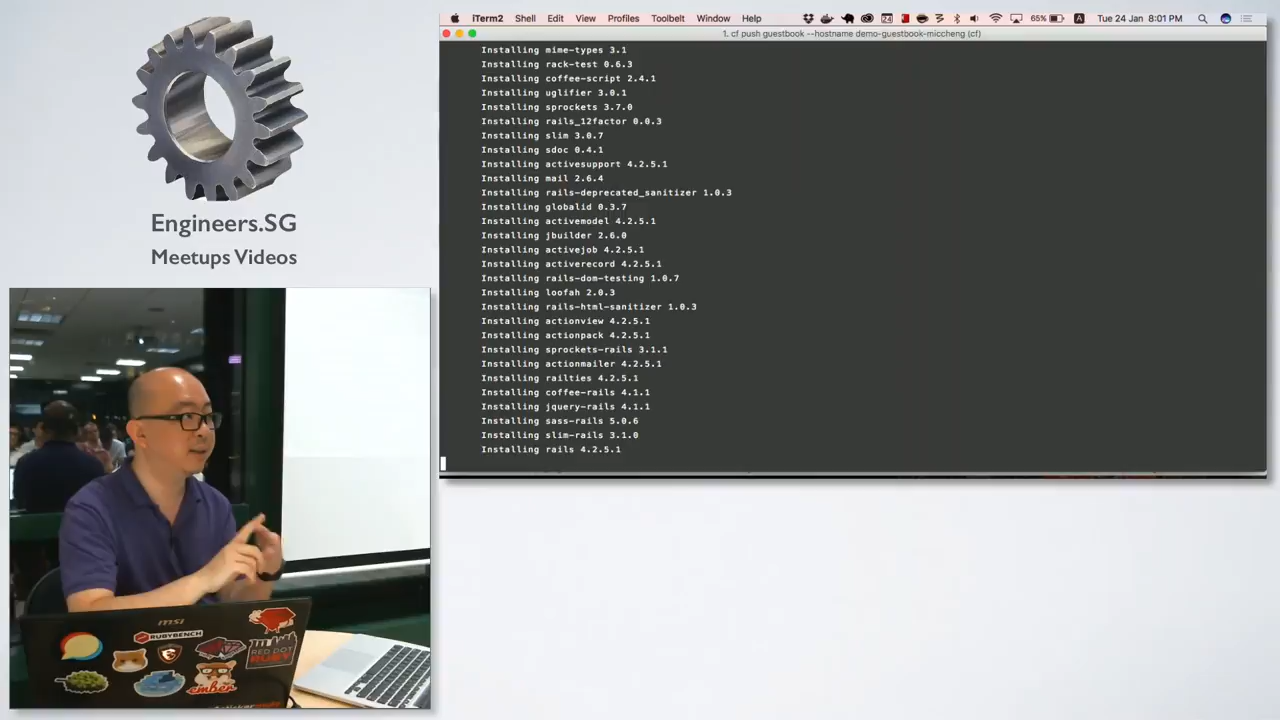 Engineers.SG
Meetups Videos
iTerm2 Shell Edit View Profiles Toolbelt Window Help
24
65%
A
Tue 24 Jan 8:01 PM
1. cf push guestbook --hostname demo-guestbook-miccheng (cf)
Installing mime-types 3.1
Installing rack-test 0.6.3
Installing coffee-script 2.4.1
Installing uglifier 3.0.1
Installing sprockets 3.7.0
Installing rails_12factor 0.0.3
Installing slim 3.0.7
Installing sdoc 0.4.1
Installing activesupport 4.2.5.1
Installing mail 2.6.4
Installing rails-deprecated_sanitizer 1.0.3
Installing globalid 0.3.7
Installing activemodel 4.2.5.1
Installing jbuilder 2.6.0
Installing activejob 4.2.5.1
Installing activerecord 4.2.5.1
Installing rails-dom-testing 1.0.7
Installing loofah 2.0.3
Installing rails-html-sanitizer 1.0.3
Installing actionview 4.2.5.1
Installing actionpack 4.2.5.1
Installing sprockets-rails 3.1.1
Installing actionmailer 4.2.5.1
Installing railties 4.2.5.1
Installing coffee-rails 4.1.1
Installing jquery-rails 4.1.1
Installing sass-rails 5.0.6
Installing slim-rails 3.1.0
Installing rails 4.2.5.1
msi
RUBYBENCH
RED DOT
RUBY
ember